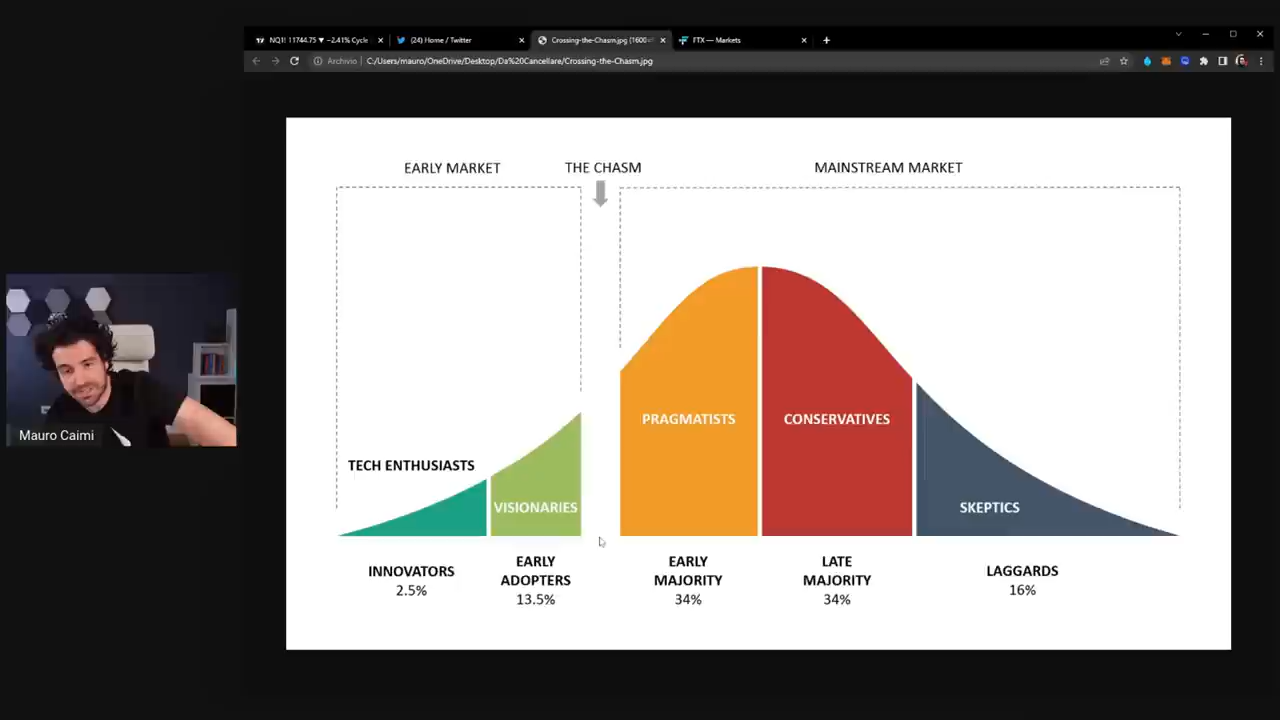 NQ1! 11744.75 ▼ −2.41% Cycle
(24) Home / Twitter
Crossing-the-Chasm.jpg (1600×
FTX — Markets
Archivio
C:/Users/mauro/OneDrive/Desktop/Da%20Cancellare/Crossing-the-Chasm.jpg
EARLY MARKET
THE CHASM
MAINSTREAM MARKET
PRAGMATISTS
CONSERVATIVES
Mauro Caimi
TECH ENTHUSIASTS
VISIONARIES
SKEPTICS
INNOVATORS
2.5%
EARLY
ADOPTERS
13.5%
EARLY
MAJORITY
34%
LATE
MAJORITY
34%
LAGGARDS
16%